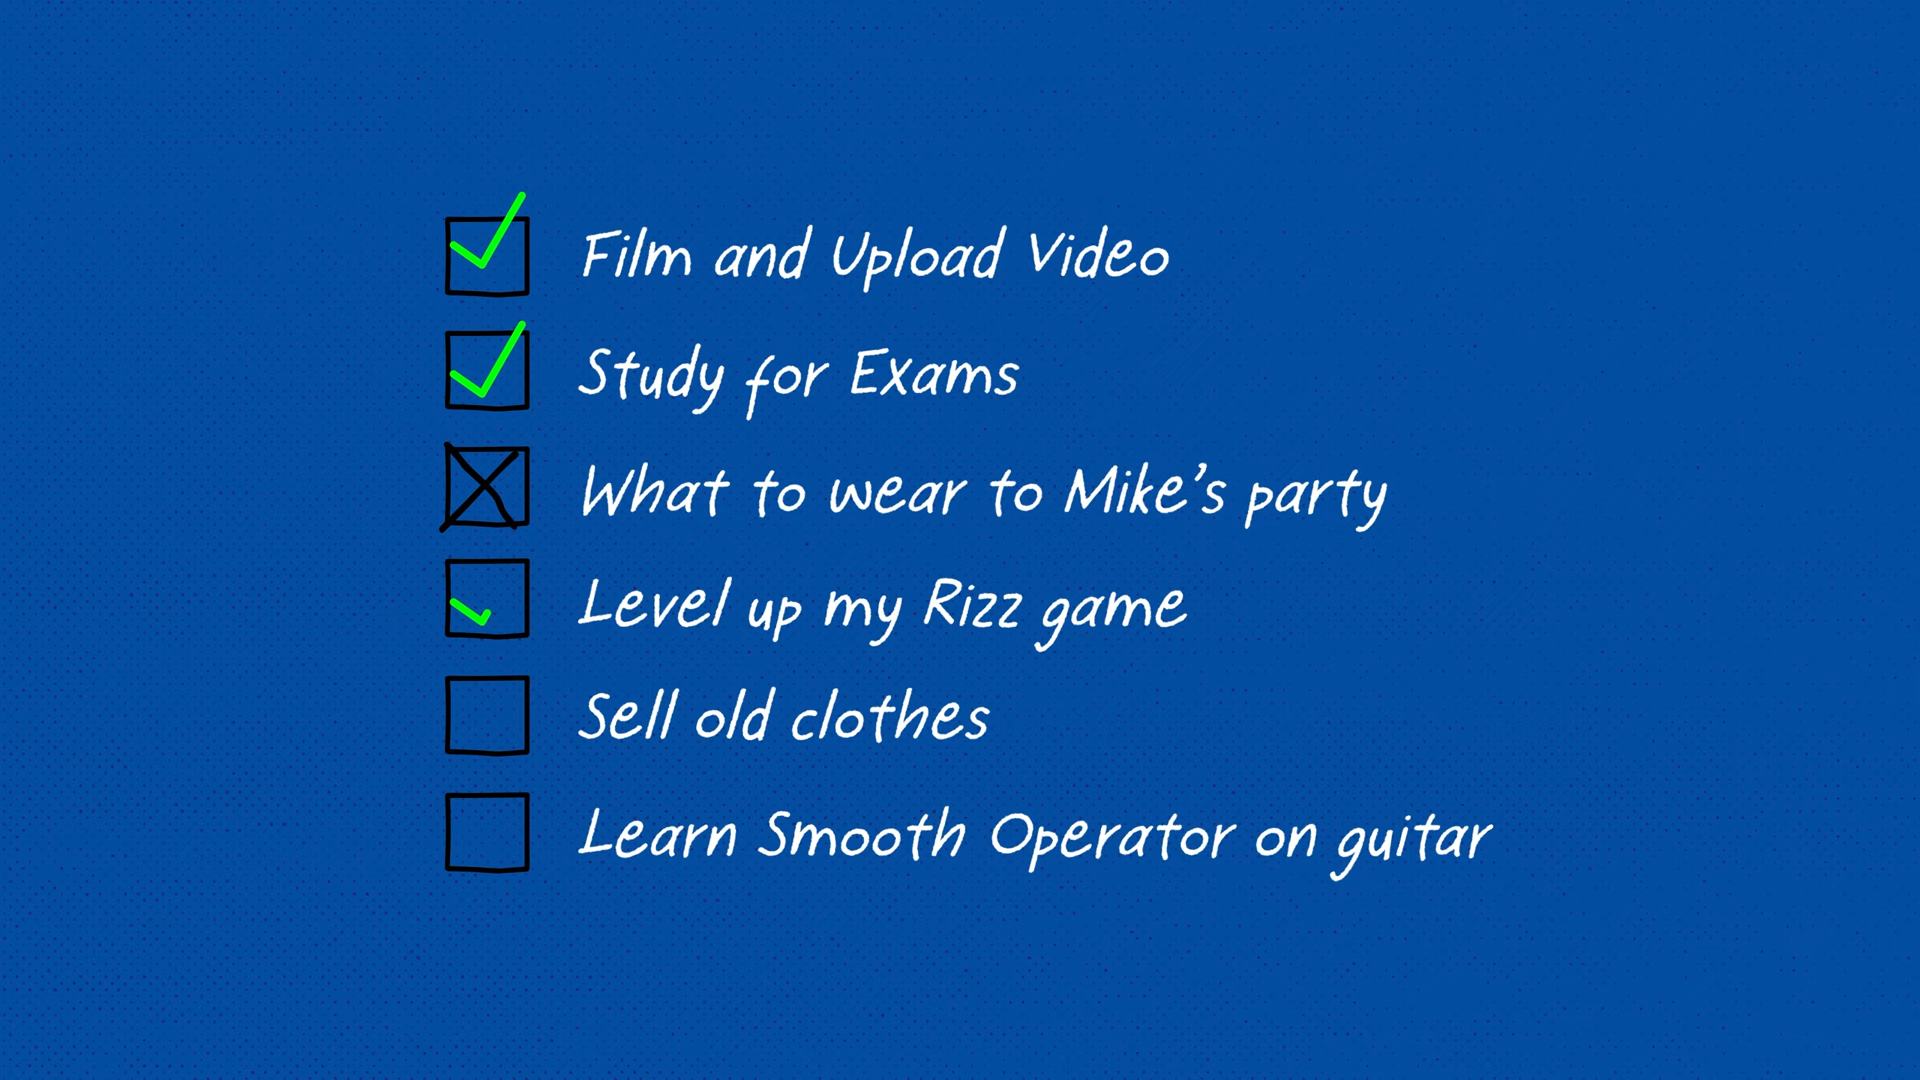 Film and Upload Video
Study for Exams
What to wear to Mike's party
Level up my Rizz game
Sell old clothes
Learn Smooth Operator on guitar